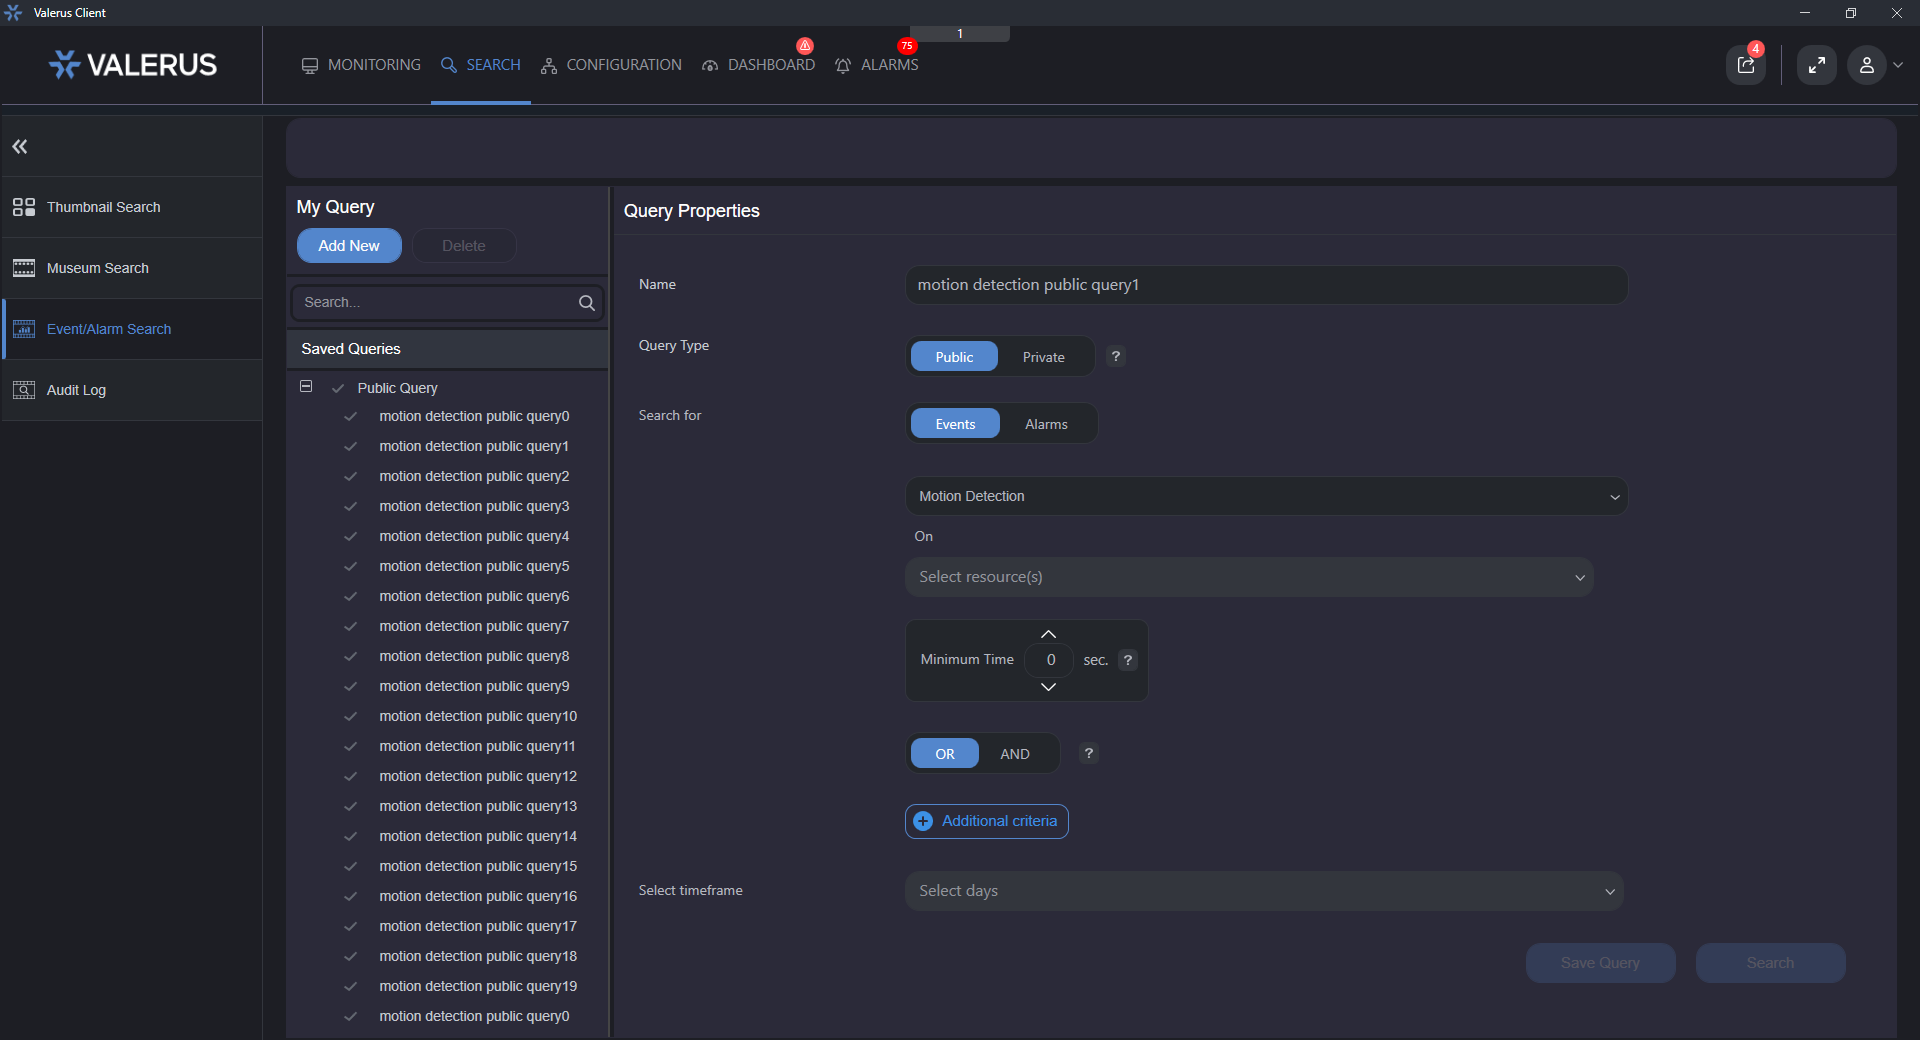 Valerus Client
1
VALERUS
MONITORING
SEARCH
CONFIGURATION
DASHBOARD
75
ALARMS
4
Thumbnail Search
Museum Search
Event/Alarm Search
Audit Log
My Query
Add New
Delete
Search...
Saved Queries
Public Query
motion detection public query0
motion detection public query1
motion detection public query2
motion detection public query3
motion detection public query4
motion detection public query5
motion detection public query6
motion detection public query7
motion detection public query8
motion detection public query9
motion detection public query10
motion detection public query11
motion detection public query12
motion detection public query13
motion detection public query14
motion detection public query15
motion detection public query16
motion detection public query17
motion detection public query18
motion detection public query19
motion detection public query0
Query Properties
Name
motion detection public query1
Query Type
Public
Private
?
Search for
Events
Alarms
Motion Detection
On
Select resource(s)
Minimum Time
0
sec.
?
OR
AND
?
Additional criteria
Select timeframe
Select days
Save Query
Search